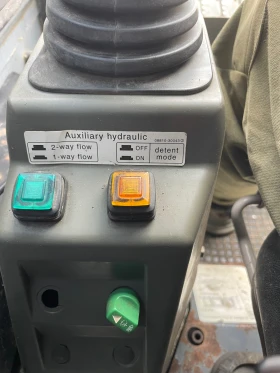 Auxiliary hydraulic
2-way flow
1-way flow
OFF
ON
detent
mode